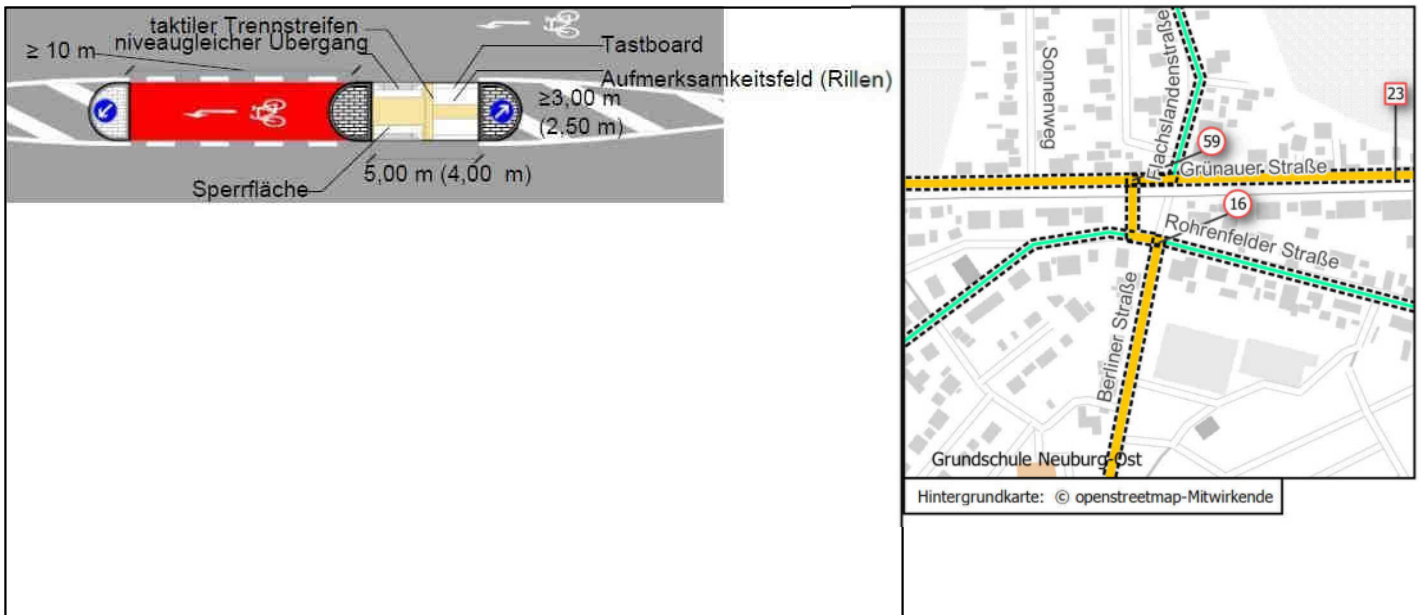 taktiler Trennstreifen
niveaugleicher Übergang
≥ 10 m
Tastboard
Aufmerksamkeitsfeld (Rillen)
≥3,00 m
(2,50 m)
5,00 m (4,00 m)
Sperrfläche
Sonnenweg
Flachslandenstraße
23
59
Grünauer Straße
16
Rohrenfelder Straße
Berliner Straße
Grundschule Neuburg-Ost
Hintergrundkarte: © openstreetmap-Mitwirkende